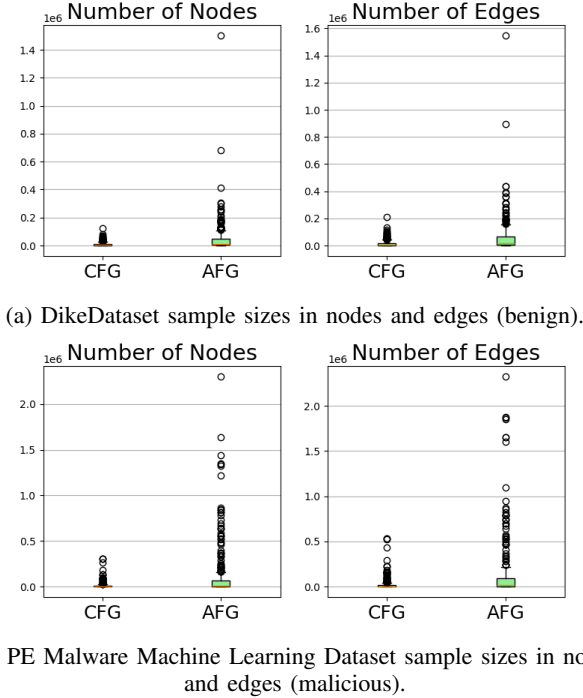 Number of Nodes
Number of Edges
1e6
1e6
1.4
1.2
1.0
0.8
0.6
0.4
0.2
0.0
1.6
1.4
1.2
1.0
0.8
0.6
0.4
0.2
0.0
CFG
AFG
CFG
AFG
(a) DikeDataset sample sizes in nodes and edges (benign).
Number of Nodes
Number of Edges
1e6
1e6
2.0
1.5
1.0
0.5
0.0
2.0
1.5
1.0
0.5
0.0
CFG
AFG
CFG
AFG
PE Malware Machine Learning Dataset sample sizes in no
and edges (malicious).